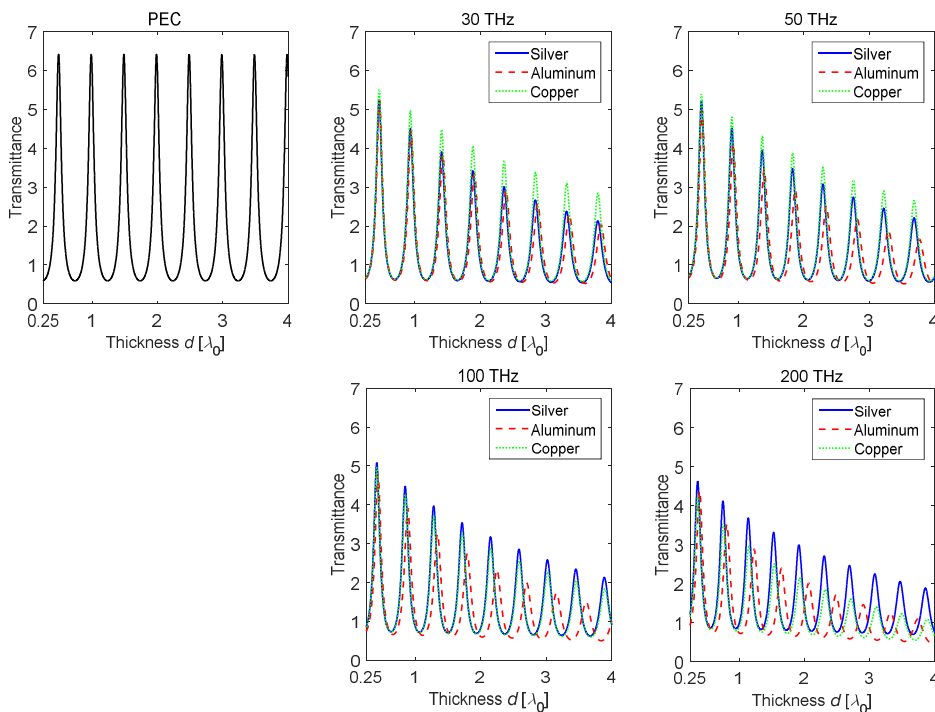 PEC
7
6
5
4
3
2
1
0
Transmittance
0.25 1 2 3 4
Thickness d [λ0]
30 THz
7
6
5
4
3
2
1
0
Transmittance
Silver
Aluminum
Copper
0.25 1 2 3 4
Thickness d [λ0]
50 THz
7
6
5
4
3
2
1
0
Transmittance
Silver
Aluminum
Copper
0.25 1 2 3 4
Thickness d [λ0]
100 THz
7
6
5
4
3
2
1
0
Transmittance
Silver
Aluminum
Copper
0.25 1 2 3 4
Thickness d [λ0]
200 THz
7
6
5
4
3
2
1
0
Transmittance
Silver
Aluminum
Copper
0.25 1 2 3 4
Thickness d [λ0]